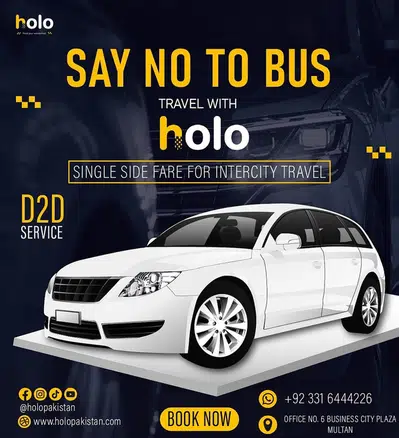 holo
SAY NO TO BUS
TRAVEL WITH
holo
SINGLE SIDE FARE FOR INTERCITY TRAVEL
D2D
SERVICE
@holopakistan
www.holopakistan.com
BOOK NOW
+92 331 6444226
OFFICE NO. 6 BUSINESS CITY PLAZA
MULTAN